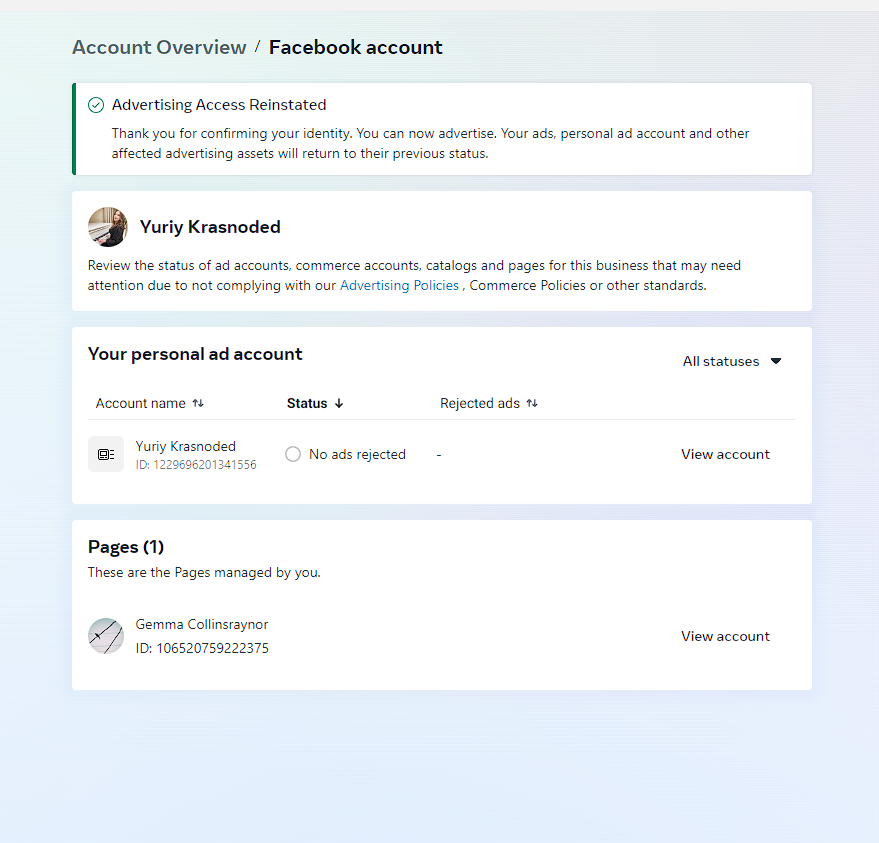 Account Overview / Facebook account
Advertising Access Reinstated
Thank you for confirming your identity. You can now advertise. Your ads, personal ad account and other
affected advertising assets will return to their previous status.
Yuriy Krasnoded
Review the status of ad accounts, commerce accounts, catalogs and pages for this business that may need
attention due to not complying with our Advertising Policies , Commerce Policies or other standards.
Your personal ad account
All statuses
Account name Status Rejected ads
Yuriy Krasnoded
ID: 1229696201341556
No ads rejected - View account
Pages (1)
These are the Pages managed by you.
Gemma Collinsraynor
ID: 106520759222375
View account